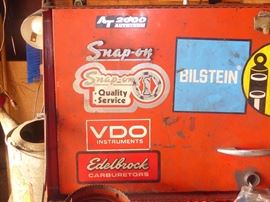 AT 2000
Snap-on
Snap-on
Quality
Service
BILSTEIN
VDO
INSTRUMENTS
Edelbrock
CARBURETORS